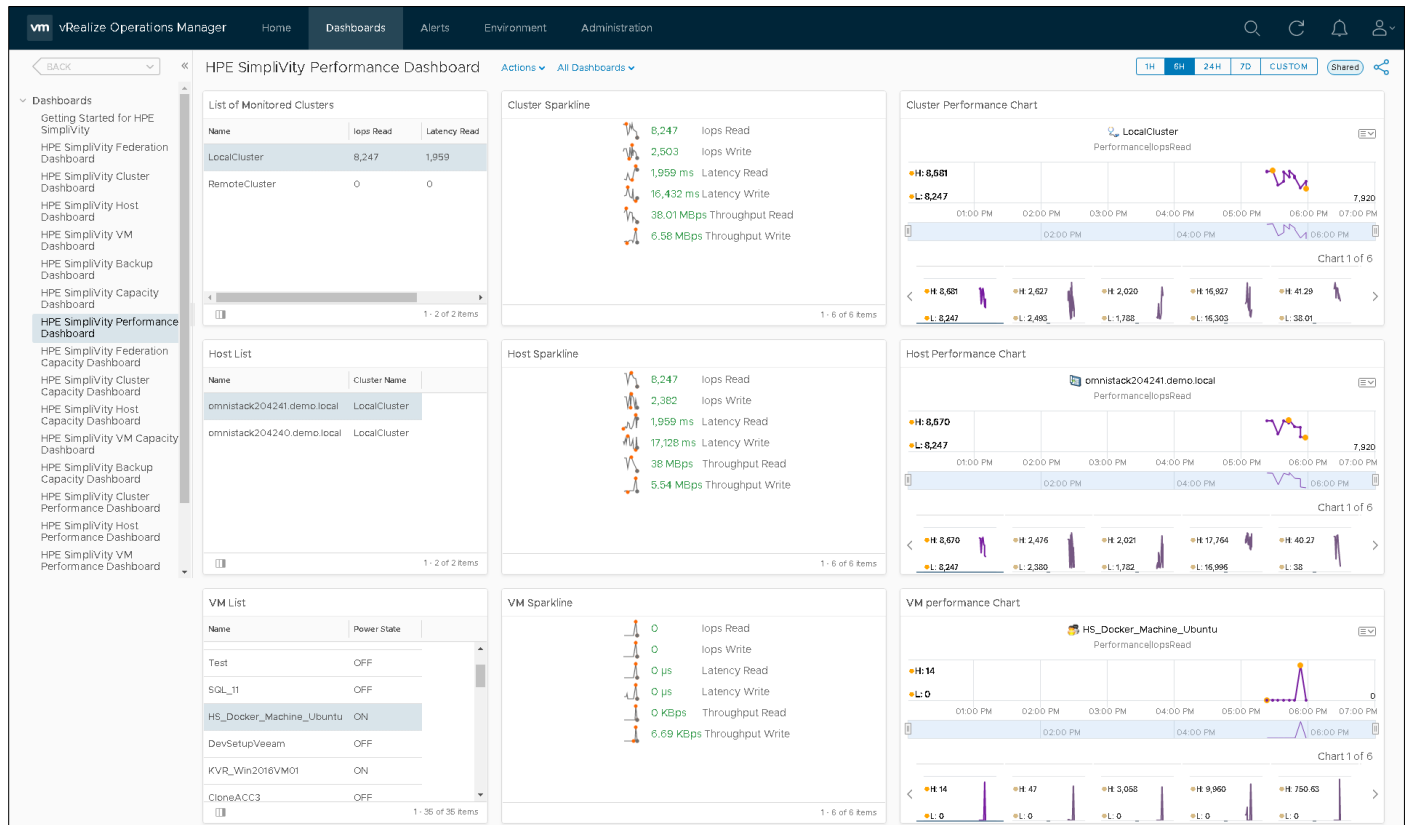 vm vRealize Operations Manager Home Dashboards Alerts Environment Administration
BACK
Dashboards
Getting Started for HPE
SimpliVity
HPE SimpliVity Federation
Dashboard
HPE SimpliVity Cluster
Dashboard
HPE SimpliVity Host
Dashboard
HPE SimpliVity VM
Dashboard
HPE SimpliVity Backup
Dashboard
HPE SimpliVity Capacity
Dashboard
HPE SimpliVity Performance
Dashboard
HPE SimpliVity Federation
Capacity Dashboard
HPE SimpliVity Cluster
Capacity Dashboard
HPE SimpliVity Host
Capacity Dashboard
HPE SimpliVity VM Capacity
Dashboard
HPE SimpliVity Backup
Capacity Dashboard
HPE SimpliVity Cluster
Performance Dashboard
HPE SimpliVity Host
Performance Dashboard
HPE SimpliVity VM
Performance Dashboard
HPE SimpliVity Performance Dashboard Actions All Dashboards 1H 6H 24H 7D CUSTOM Shared
List of Monitored Clusters
Name Iops Read Latency Read
LocalCluster 8,247 1,959
RemoteCluster 0 0
1 - 2 of 2 items
Cluster Sparkline
8,247 Iops Read
2,503 Iops Write
1,959 ms Latency Read
16,432 ms Latency Write
38.01 MBps Throughput Read
6.58 MBps Throughput Write
1 - 6 of 6 items
Cluster Performance Chart
LocalCluster
Performance|IopsRead
H: 8,681
L: 8,247
7,920
01:00 PM 02:00 PM 03:00 PM 04:00 PM 05:00 PM 06:00 PM 07:00 PM
02:00 PM 04:00 PM 06:00 PM
Chart 1 of 6
H: 8,681 H: 2,627 H: 2,020 H: 16,927 H: 41.29
L: 8,247 L: 2,493 L: 1,788 L: 16,303 L: 38.01
Host List
Name Cluster Name
omnistack204241.demo.local LocalCluster
omnistack204240.demo.local LocalCluster
1 - 2 of 2 items
Host Sparkline
8,247 Iops Read
2,382 Iops Write
1,959 ms Latency Read
17,128 ms Latency Write
38 MBps Throughput Read
5.54 MBps Throughput Write
1 - 6 of 6 items
Host Performance Chart
omnistack204241.demo.local
Performance|IopsRead
H: 8,670
L: 8,247
7,920
01:00 PM 02:00 PM 03:00 PM 04:00 PM 05:00 PM 06:00 PM 07:00 PM
02:00 PM 04:00 PM 06:00 PM
Chart 1 of 6
H: 8,670 H: 2,476 H: 2,021 H: 17,764 H: 40.27
L: 8,247 L: 2,380 L: 1,782 L: 16,996 L: 38
VM List
Name Power State
Test OFF
SQL_11 OFF
HS_Docker_Machine_Ubuntu ON
DevSetupVeeam OFF
KVR_Win2016VM01 ON
CloneACC3 OFF
1 - 35 of 35 items
VM Sparkline
0 Iops Read
0 Iops Write
0 µs Latency Read
0 µs Latency Write
0 KBps Throughput Read
6.69 KBps Throughput Write
1 - 6 of 6 items
VM performance Chart
HS_Docker_Machine_Ubuntu
Performance|IopsRead
H: 14
L: 0
0
01:00 PM 02:00 PM 03:00 PM 04:00 PM 05:00 PM 06:00 PM 07:00 PM
02:00 PM 04:00 PM 06:00 PM
Chart 1 of 6
H: 14 H: 47 H: 3,058 H: 9,960 H: 750.63
L: 0 L: 0 L: 0 L: 0 L: 0